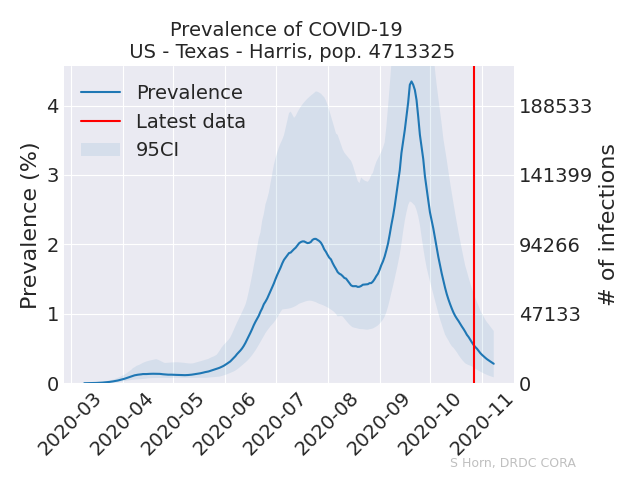 Prevalence of COVID-19
US - Texas - Harris, pop. 4713325
Prevalence
Latest data
95CI
Prevalence (%)
4
3
2
1
0
188533
141399
94266
47133
0
# of infections
2020-03
2020-04
2020-05
2020-06
2020-07
2020-08
2020-09
2020-10
2020-11
S Horn, DRDC CORA